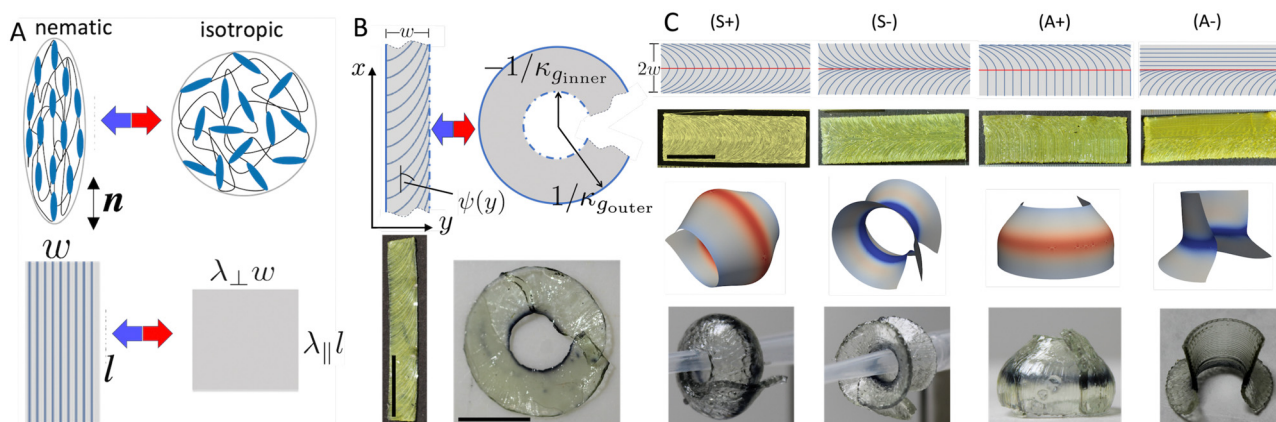 A
nematic
isotropic
n
w
l
λ⊥w
λ∥l
B
w
x
y
ψ(y)
−1/κg_inner
1/κg_outer
C
(S+)
(S-)
(A+)
(A-)
2w